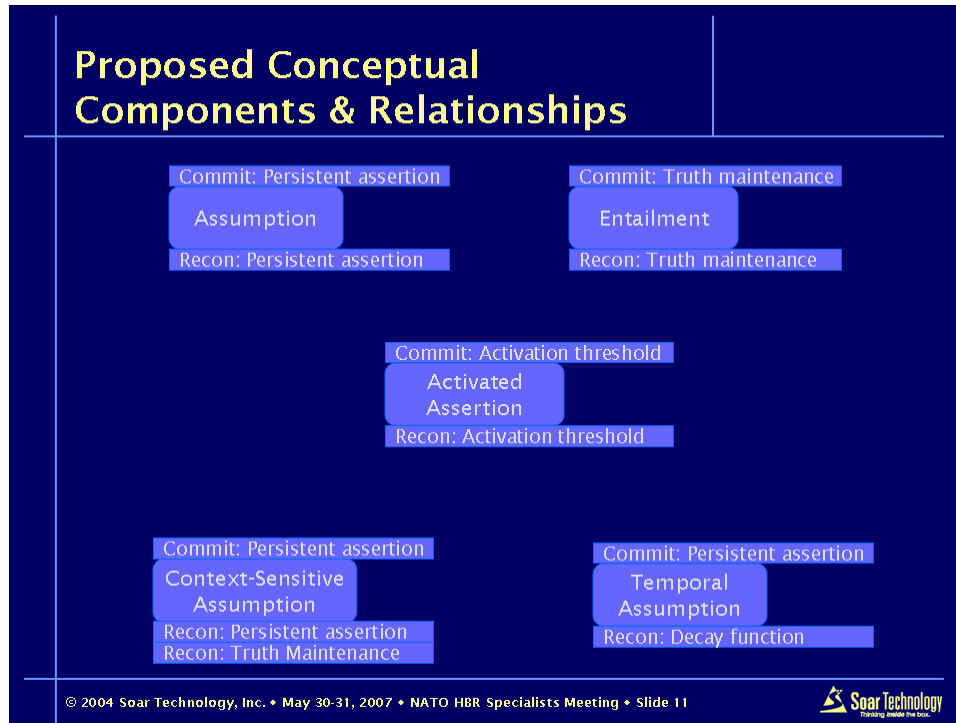 Proposed Conceptual
Components & Relationships
Commit: Persistent assertion
Assumption
Recon: Persistent assertion
Commit: Truth maintenance
Entailment
Recon: Truth maintenance
Commit: Activation threshold
Activated
Assertion
Recon: Activation threshold
Commit: Persistent assertion
Context-Sensitive
Assumption
Recon: Persistent assertion
Recon: Truth Maintenance
Commit: Persistent assertion
Temporal
Assumption
Recon: Decay function
© 2004 Soar Technology, Inc. ◆ May 30-31, 2007 ◆ NATO HBR Specialists Meeting ◆ Slide 11
Soar Technology
Thinking inside the box.